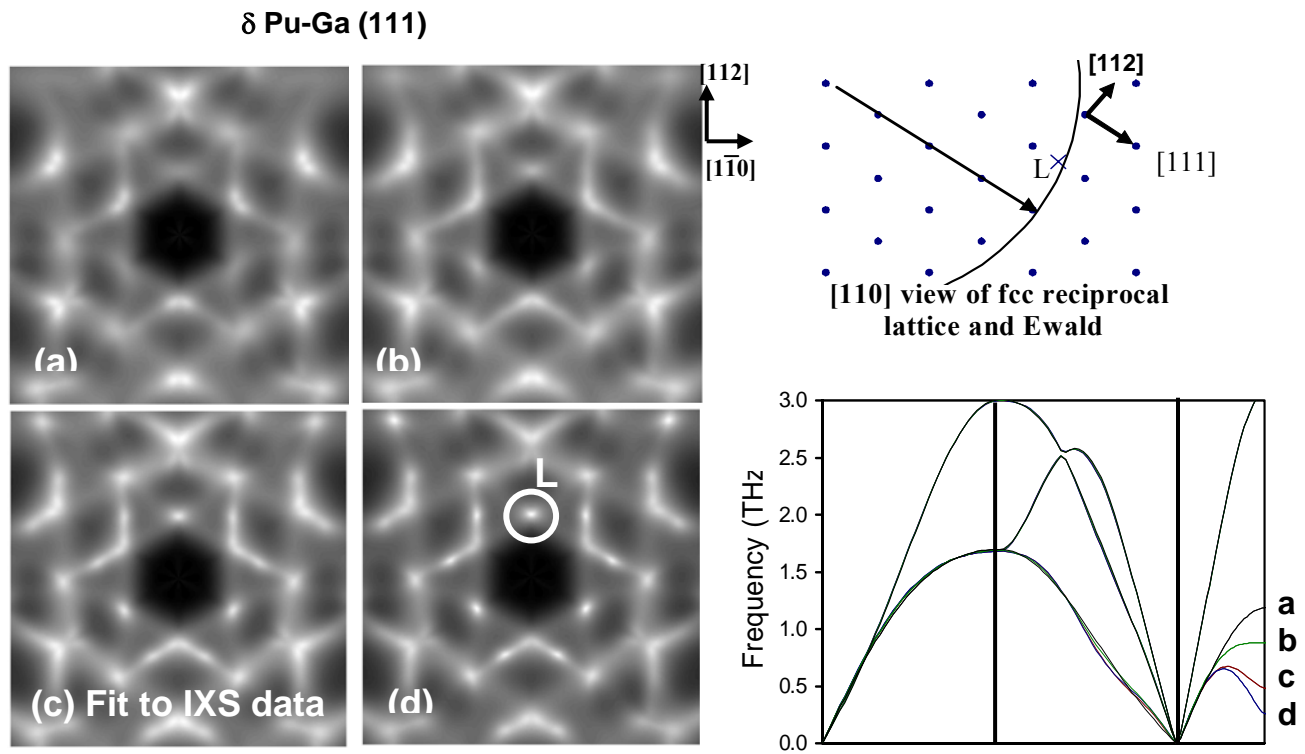 δ Pu-Ga (111)
[112]
[11̄0]
(a)
(b)
(c) Fit to IXS data
(d)
L
[112]
L
[111]
[110] view of fcc reciprocal
lattice and Ewald
Frequency (THz
3.0
2.5
2.0
1.5
1.0
0.5
0.0
a
b
c
d